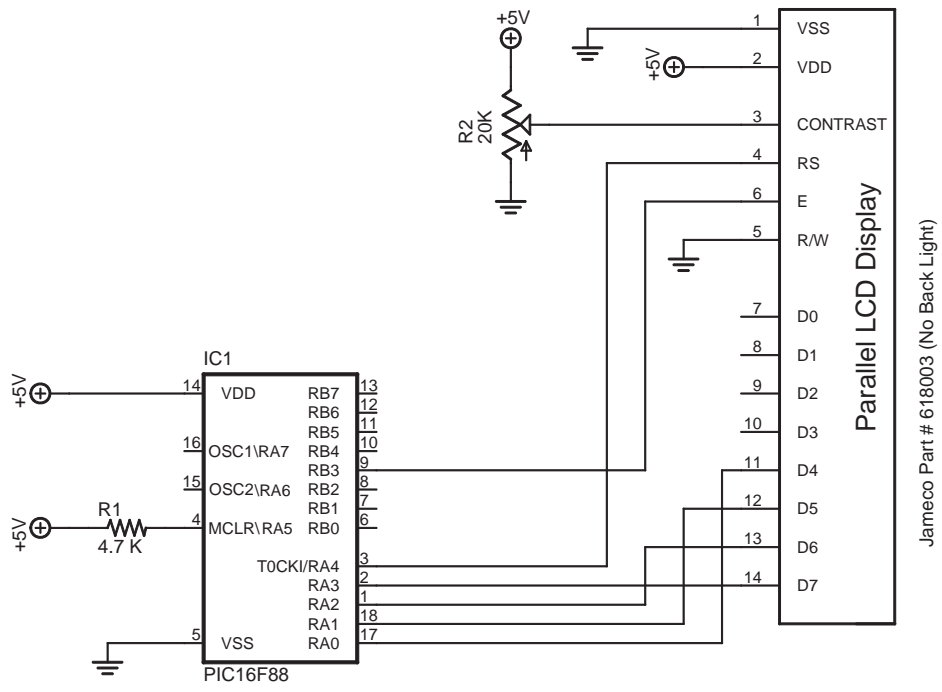 +5V
R2
20K
+5V
1 VSS
2 VDD
3 CONTRAST
4 RS
6 E
5 R/W
7 D0
8 D1
9 D2
10 D3
11 D4
12 D5
13 D6
14 D7
Parallel LCD Display
Jameco Part # 618003 (No Back Light)
IC1
+5V
14 VDD
16 OSC1\RA7
15 OSC2\RA6
+5V
R1
4.7 K
4 MCLR\RA5
5 VSS
RB7 13
RB6 12
RB5 11
RB4 10
RB3 9
RB2 8
RB1 7
RB0 6
T0CKI/RA4 3
RA3 2
RA2 1
RA1 18
RA0 17
PIC16F88